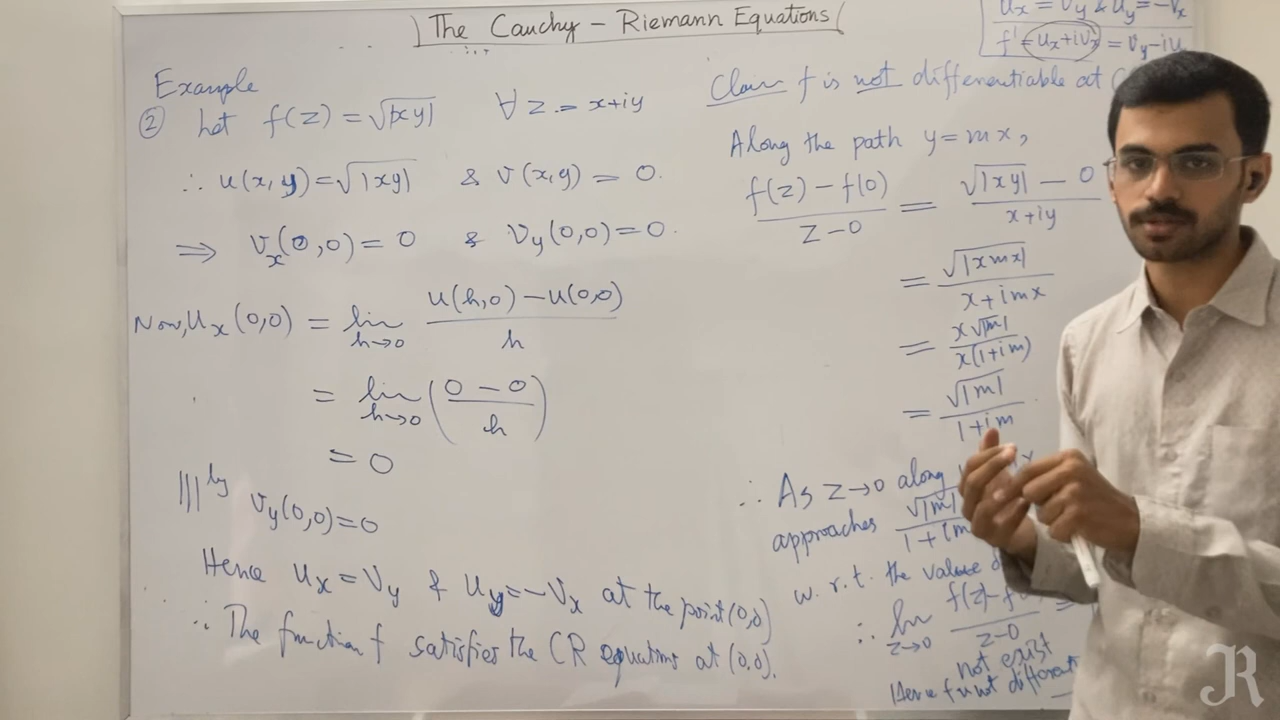 The Cauchy – Riemann Equations
Example
② Let f(z) = √|xy| ∀ z = x+iy
∴ u(x,y) = √|xy| & v(x,y) = 0.
⇒ Vx(0,0) = 0 & Vy(0,0) = 0.
Now, Ux(0,0) = lim h→0 (u(h,0) – u(0,0))/h
= lim h→0 ((0 – 0)/h)
= 0
|||ly Vy(0,0) = 0
Hence Ux = Vy & Uy = –Vx at the point (0,0)
∴ The function f satisfies the CR equations at (0,0).
Ux = Vy & Uy = –Vx
f' = Ux+iVx = Vy–iU
Claim f is not differentiable at
Along the path y = mx,
(f(z) – f(0))/(z–0) = (√|xy| – 0)/(x+iy)
= √|xmx|/(x+imx)
= x√|m|/x(1+im)
= √|m|/(1+im)
∴ As z→0 along
approaches √|m|/(1+im
w.r.t. the value
∴ lim z→0 f(z)–f /(z–0) =
not exist
Hence f is not different
JR